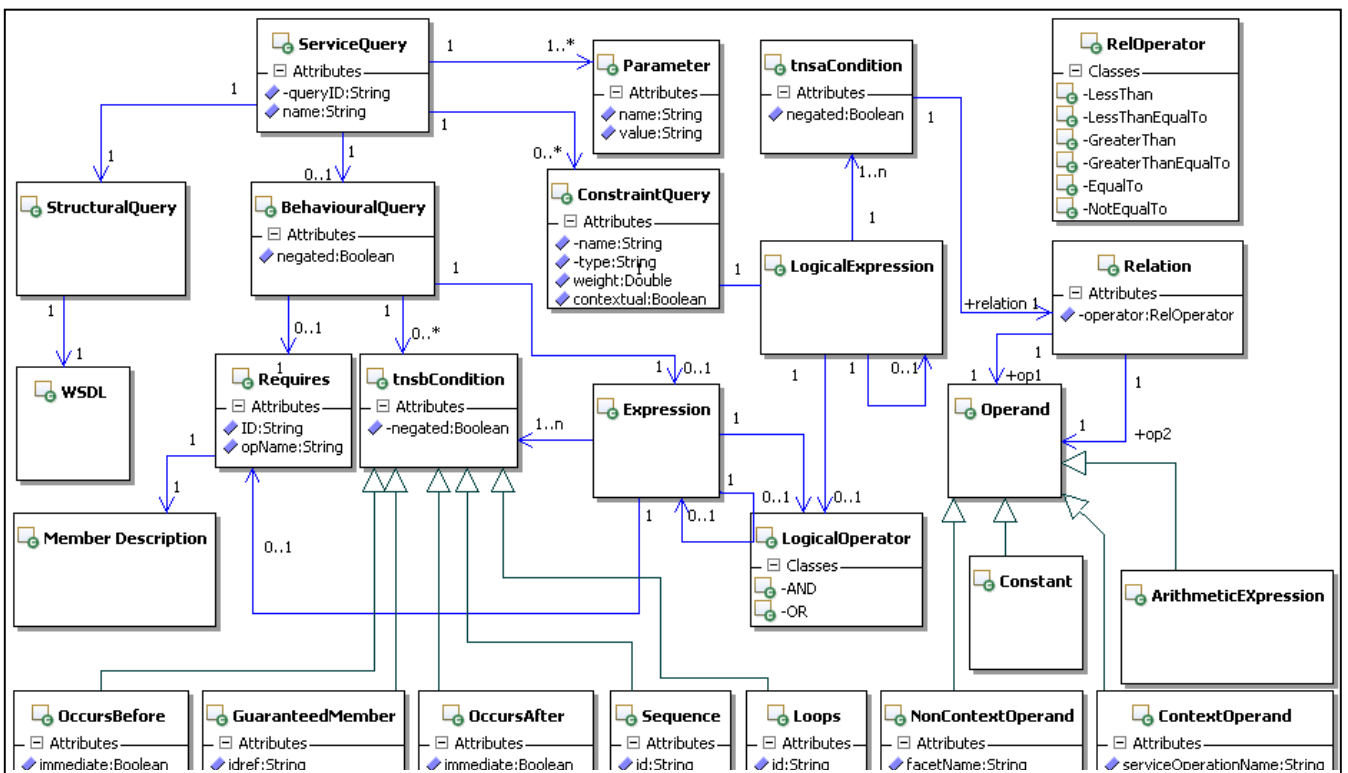 ServiceQuery
Attributes
-queryID:String
name:String
1
1..*
Parameter
Attributes
name:String
value:String
tnsaCondition
Attributes
negated:Boolean
1
RelOperator
Classes
-LessThan
-LessThanEqualTo
-GreaterThan
-GreaterThanEqualTo
-EqualTo
-NotEqualTo
1
1
1
1
0..1
0..*
StructuralQuery
1
BehaviouralQuery
Attributes
negated:Boolean
1
1
ConstraintQuery
Attributes
-name:String
-type:String
weight:Double
contextual:Boolean
1
1
1..n
1
LogicalExpression
+relation 1
Relation
Attributes
-operator:RelOperator
1
1
0..1
0..*
1
1
1
0..1
1
0..1
1
+op1
1
1
WSDL
1
Requires
Attributes
ID:String
opName:String
tnsbCondition
Attributes
-negated:Boolean
Expression
1..n
1
1
Operand
1
+op2
1
1
0..1
0..1
0..1
1
0..1
Member Description
LogicalOperator
Classes
-AND
-OR
Constant
ArithmeticEXpression
OccursBefore
Attributes
immediate:Boolean
GuaranteedMember
Attributes
idref:String
OccursAfter
Attributes
immediate:Boolean
Sequence
Attributes
id:String
Loops
Attributes
id:String
NonContextOperand
Attributes
facetName:String
ContextOperand
Attributes
serviceOperationName:String